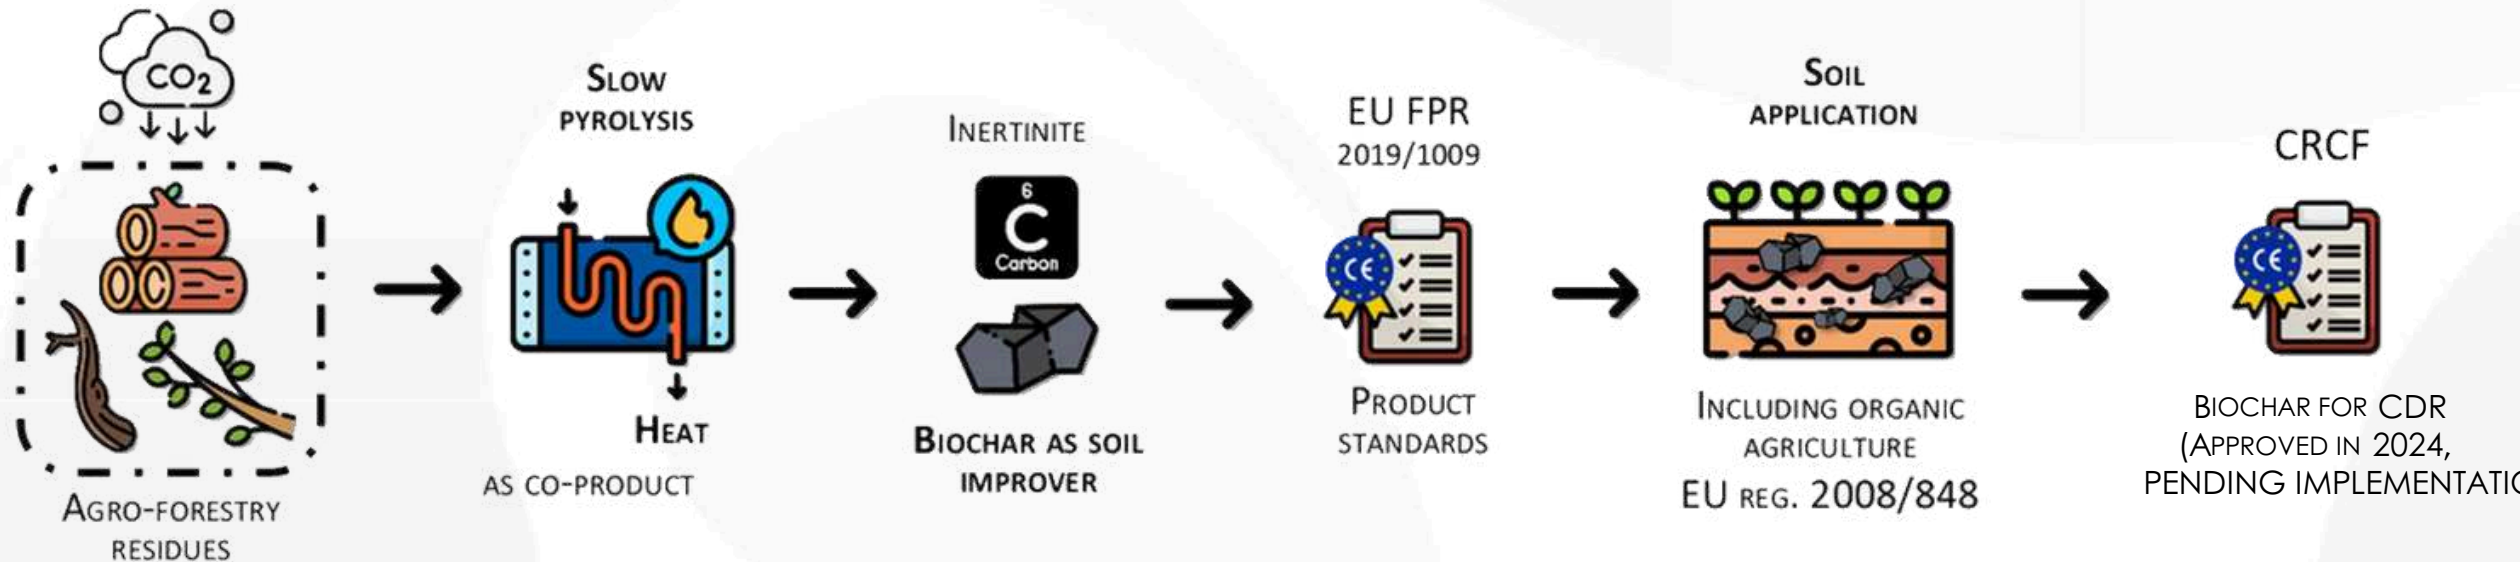 CO2
AGRO-FORESTRY
RESIDUES
SLOW
PYROLYSIS
HEAT
AS CO-PRODUCT
INERTINITE
6
C
Carbon
BIOCHAR AS SOIL
IMPROVER
EU FPR
2019/1009
CE
PRODUCT
STANDARDS
SOIL
APPLICATION
INCLUDING ORGANIC
AGRICULTURE
EU REG. 2008/848
CRCF
CE
BIOCHAR FOR CDR
(APPROVED IN 2024,
PENDING IMPLEMENTATIO